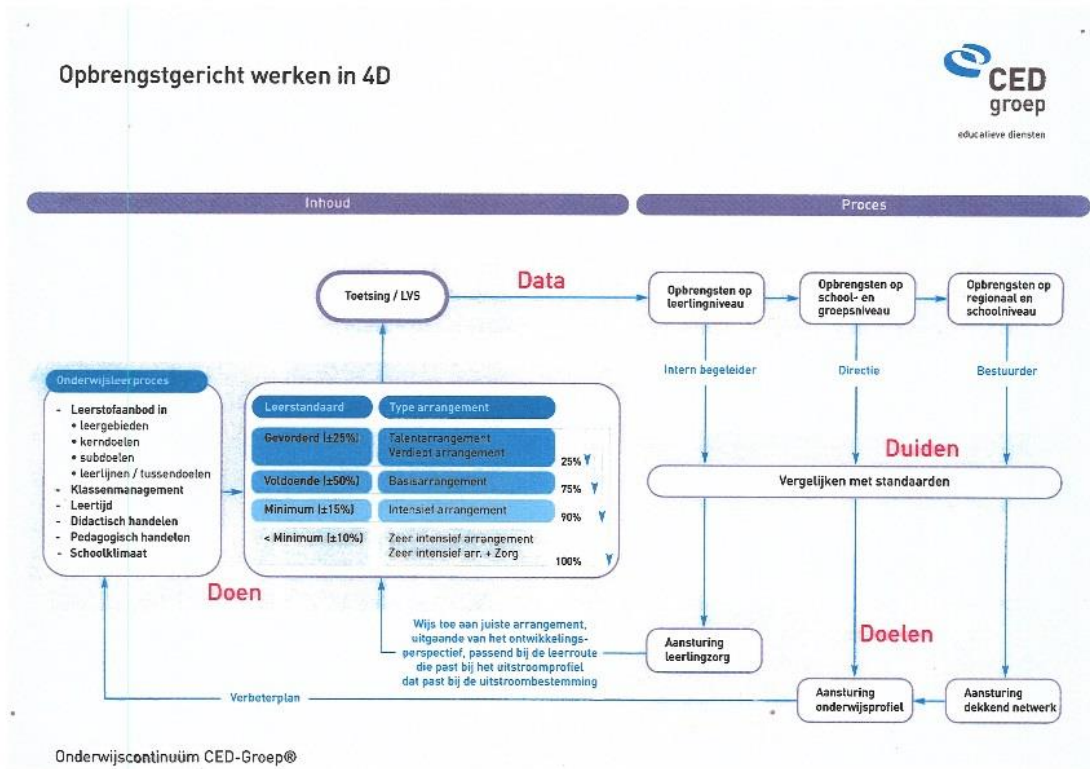 Opbrengstgericht werken in 4D
CED
groep
educatieve diensten
Inhoud
Proces
Toetsing / LVS
Data
Opbrengsten op
leerlingniveau
Opbrengsten op
school- en
groepsniveau
Opbrengsten op
regionaal en
schoolniveau
Intern begeleider
Directie
Bestuurder
Onderwijsleerproces
- Leerstofaanbod in
• leergebieden
• kerndoelen
• subdoelen
• leerlijnen / tussendoelen
- Klassenmanagement
- Leertijd
- Didactisch handelen
- Pedagogisch handelen
- Schoolklimaat
Leerstandaard
Type arrangement
Gevorderd (±25%)
Talentarrangement
Verdiept arrangement
25%
Voldoende (±50%)
Basisarrangement
75%
Minimum (±15%)
Intensief arrangement
90%
< Minimum (±10%)
Zeer intensief arrangement
Zeer intensief arr. + Zorg
100%
Duiden
Vergelijken met standaarden
Doen
Wijs toe aan juiste arrangement,
uitgaande van het ontwikkelings-
perspectief, passend bij de leerroute
die past bij het uitstroomprofiel
dat past bij de uitstroombestemming
Aansturing
leerlingzorg
Doelen
Verbeterplan
Aansturing
onderwijsprofiel
Aansturing
dekkend netwerk
Onderwijscontinuüm CED-Groep®